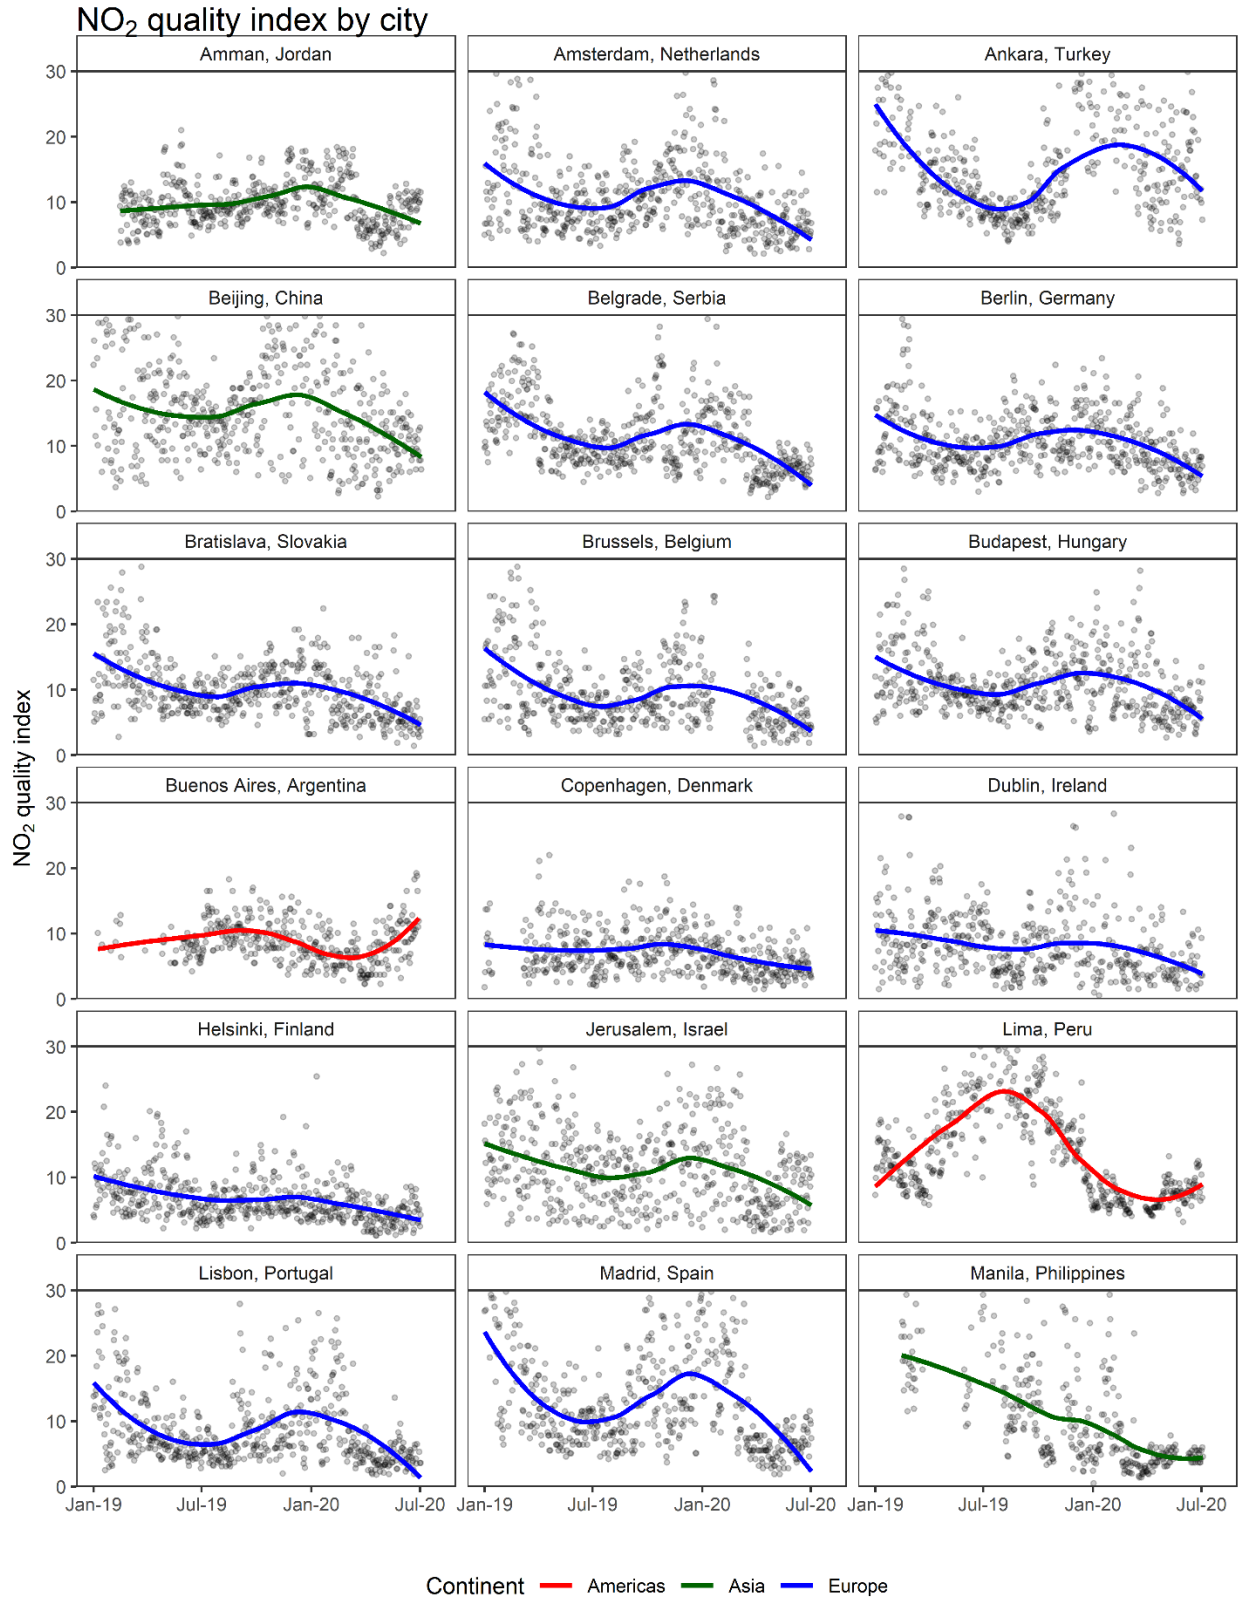 NO₂ quality index by city
Amman, Jordan
Amsterdam, Netherlands
Ankara, Turkey
30
20
10
0
Beijing, China
Belgrade, Serbia
Berlin, Germany
30
20
10
0
Bratislava, Slovakia
Brussels, Belgium
Budapest, Hungary
30
20
10
0
NO₂ quality index
Buenos Aires, Argentina
Copenhagen, Denmark
Dublin, Ireland
30
20
10
0
Helsinki, Finland
Jerusalem, Israel
Lima, Peru
30
20
10
0
Lisbon, Portugal
Madrid, Spain
Manila, Philippines
30
20
10
0
Jan-19 Jul-19 Jan-20 Jul-20
Jan-19 Jul-19 Jan-20 Jul-20
Jan-19 Jul-19 Jan-20 Jul-20
Continent Americas Asia Europe